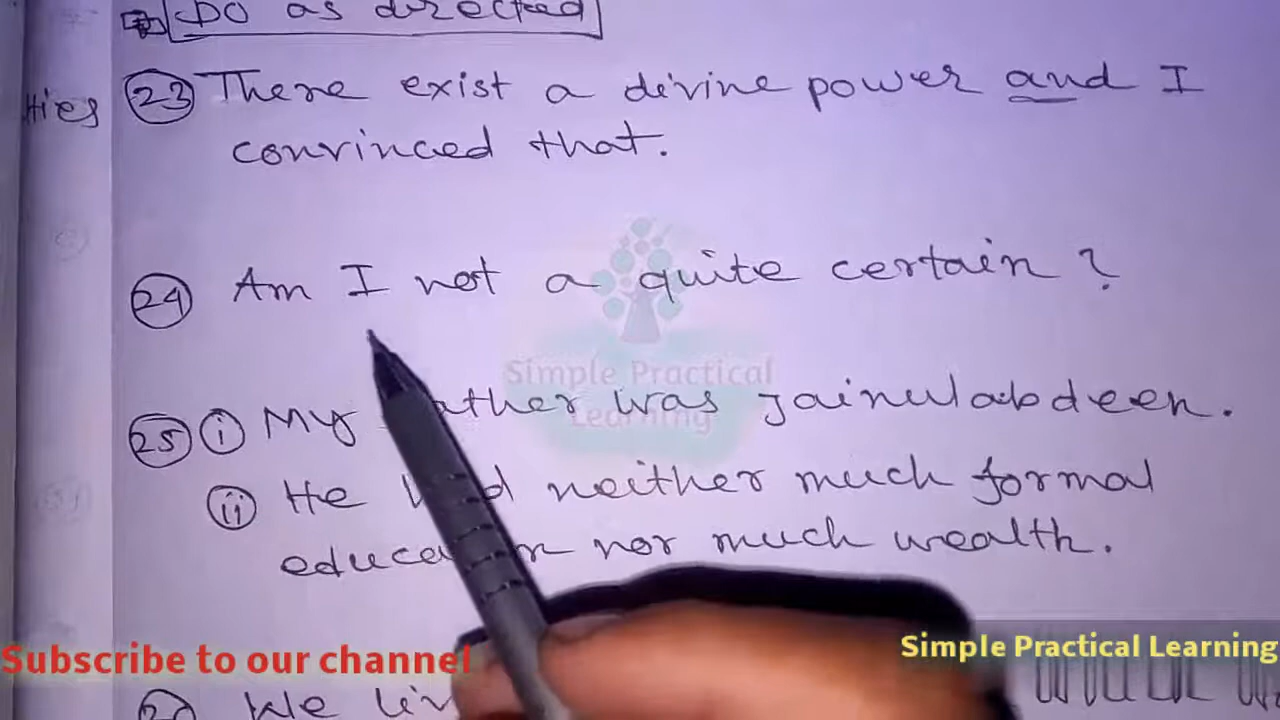 DO as directed
ties (23) There exist a divine power and I
convinced that.
(24) Am I not a quite certain ?
Simple Practical
Learning
(25) (i) My father was Jainulabdeen.
(ii) He had neither much formal
education nor much wealth.
Subscribe to our channel
Simple Practical Learning
We